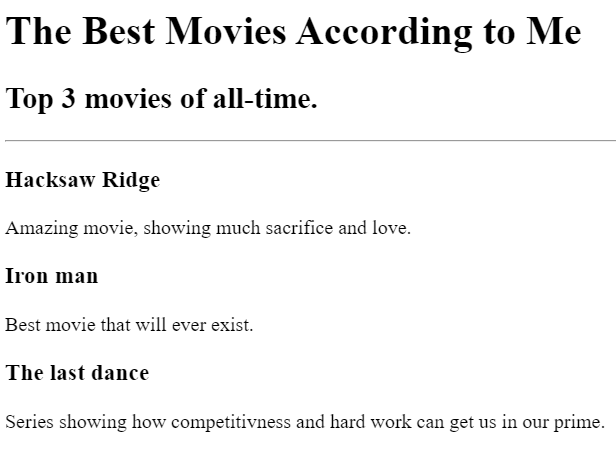 The Best Movies According to Me
Top 3 movies of all-time.
Hacksaw Ridge
Amazing movie, showing much sacrifice and love.
Iron man
Best movie that will ever exist.
The last dance
Series showing how competitivness and hard work can get us in our prime.